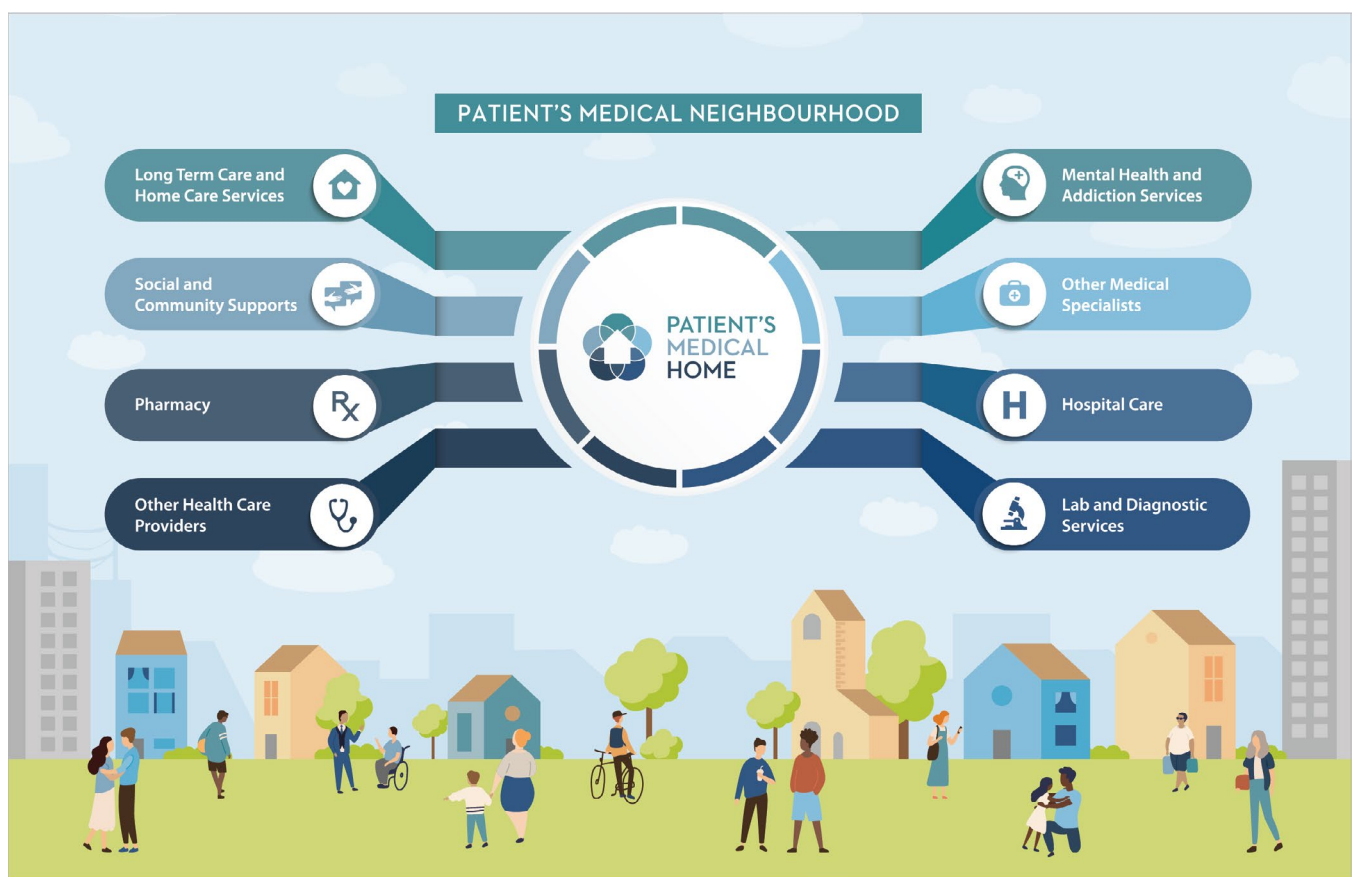 PATIENT'S MEDICAL NEIGHBOURHOOD
Long Term Care and
Home Care Services
Social and
Community Supports
Pharmacy
Rx
Other Health Care
Providers
PATIENT'S
MEDICAL
HOME
Mental Health and
Addiction Services
Other Medical
Specialists
H
Hospital Care
Lab and Diagnostic
Services